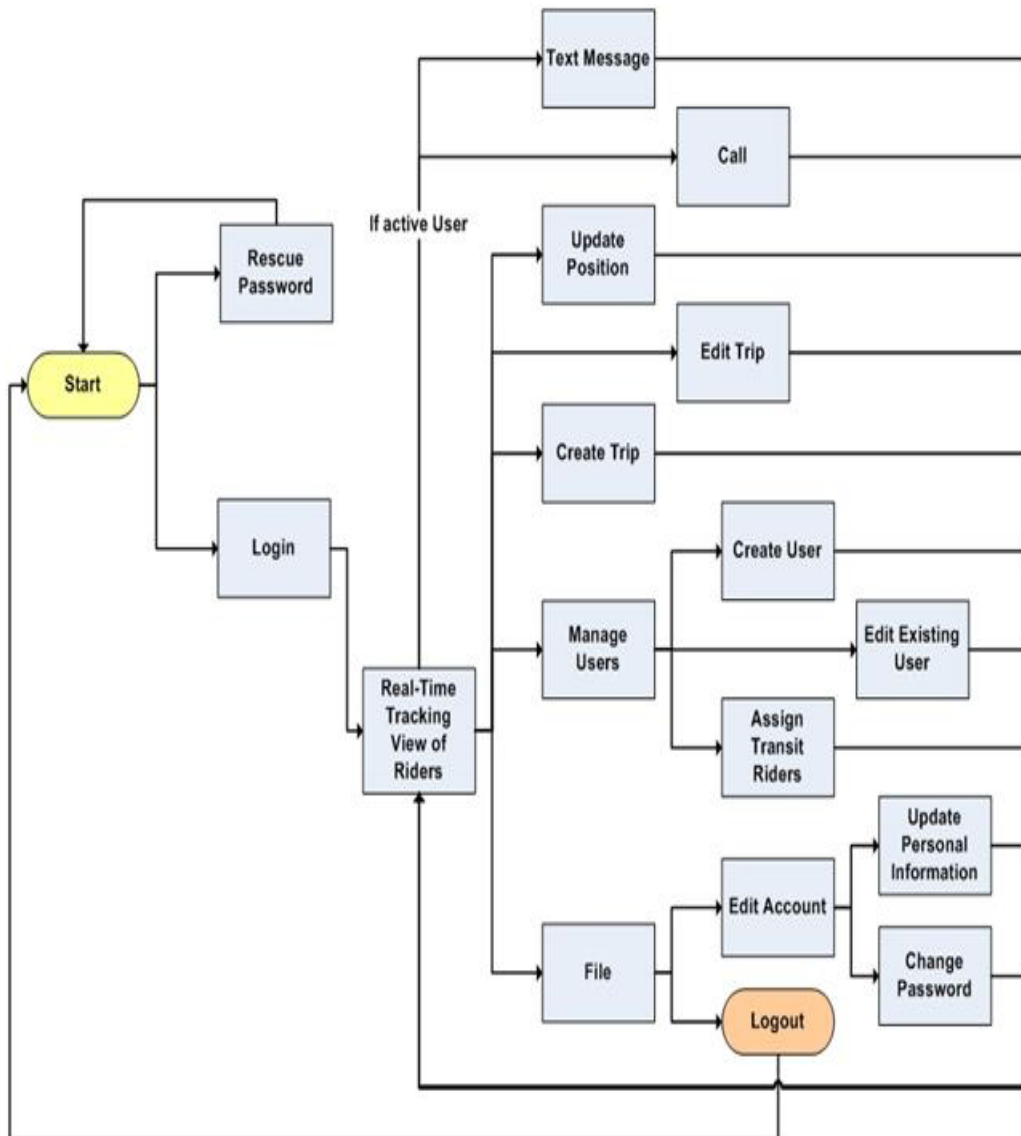 Text Message
Call
If active User
Update
Position
Rescue
Password
Edit Trip
Start
Create Trip
Login
Create User
Manage
Users
Edit Existing
User
Real-Time
Tracking
View of
Riders
Assign
Transit
Riders
Update
Personal
Information
Edit Account
File
Change
Password
Logout